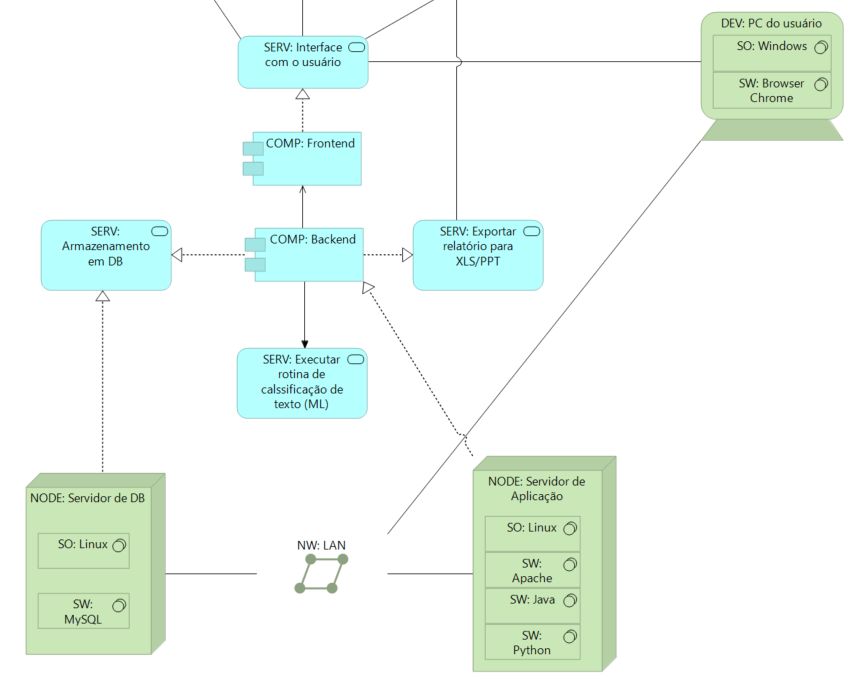 DEV: PC do usuário
SO: Windows
SW: Browser
Chrome
SERV: Interface
com o usuário
COMP: Frontend
COMP: Backend
SERV:
Armazenamento
em DB
SERV: Exportar
relatório para
XLS/PPT
SERV: Executar
rotina de
calssificação de
texto (ML)
NODE: Servidor de DB
SO: Linux
SW:
MySQL
NW: LAN
NODE: Servidor de
Aplicação
SO: Linux
SW:
Apache
SW: Java
SW:
Python